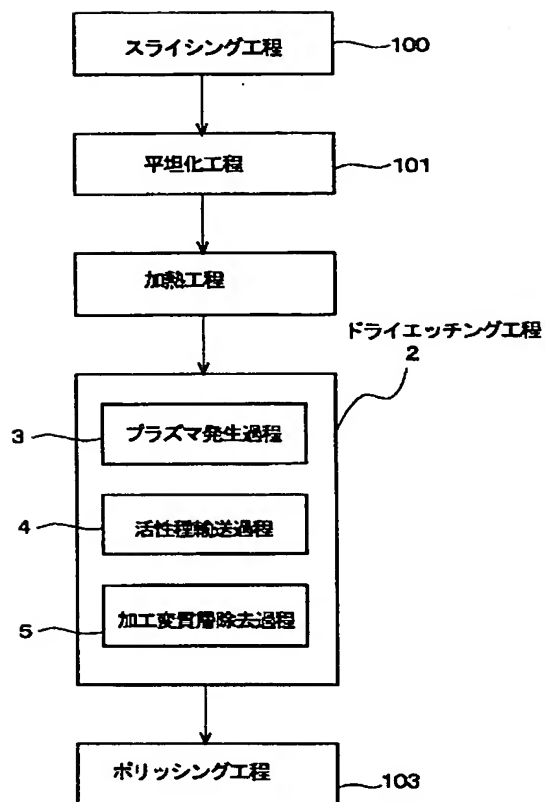 スライシング工程
100
平坦化工程
101
加熱工程
ドライエッチング工程
2
3
プラズマ発生過程
4
活性種輸送過程
5
加工変質層除去過程
ポリッシング工程
103